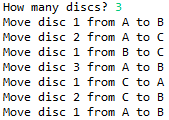 How many discs? 3
Move disc 1 from A to B
Move disc 2 from A to C
Move disc 1 from B to C
Move disc 3 from A to B
Move disc 1 from C to A
Move disc 2 from C to B
Move disc 1 from A to B